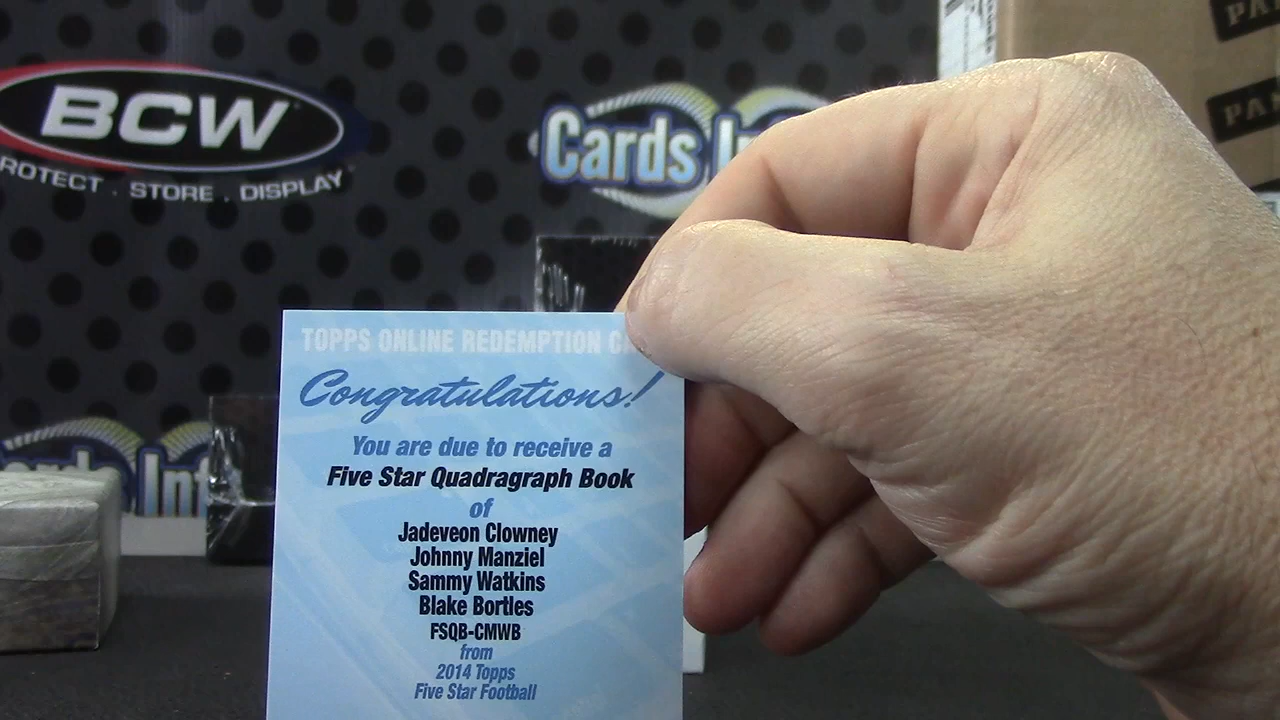 BCW
PROTECT . STORE . DISPLAY
Cards
TOPPS ONLINE REDEMPTION
Congratulations!
You are due to receive a
Five Star Quadragraph Book
of
Jadeveon Clowney
Johnny Manziel
Sammy Watkins
Blake Bortles
FSQB-CMWB
from
2014 Topps
Five Star Football